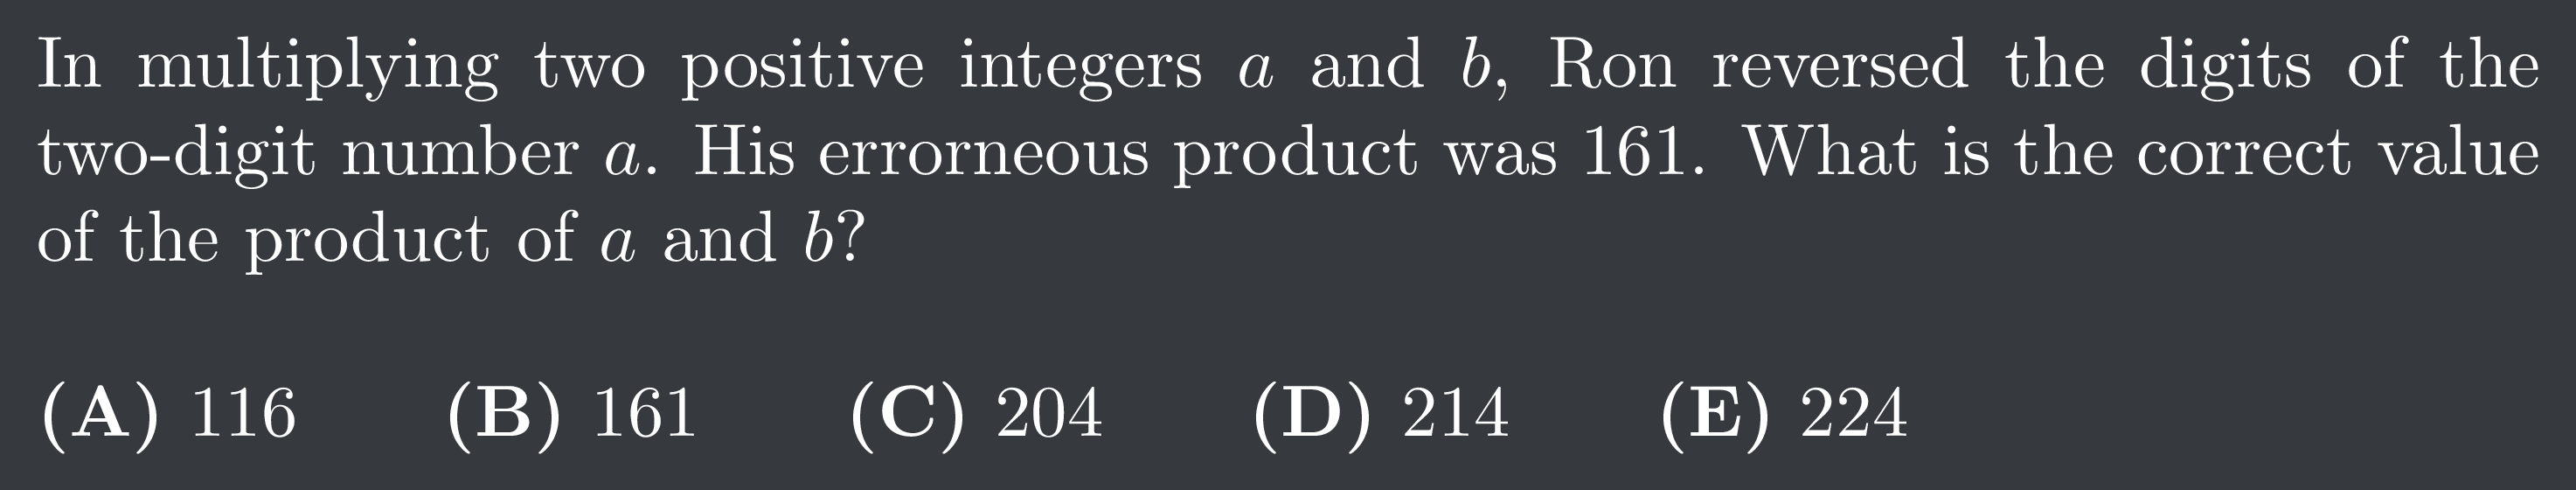 In multiplying two positive integers a and b, Ron reversed the digits of the
two-digit number a. His errorneous product was 161. What is the correct value
of the product of a and b?
(A) 116 (B) 161 (C) 204 (D) 214 (E) 224